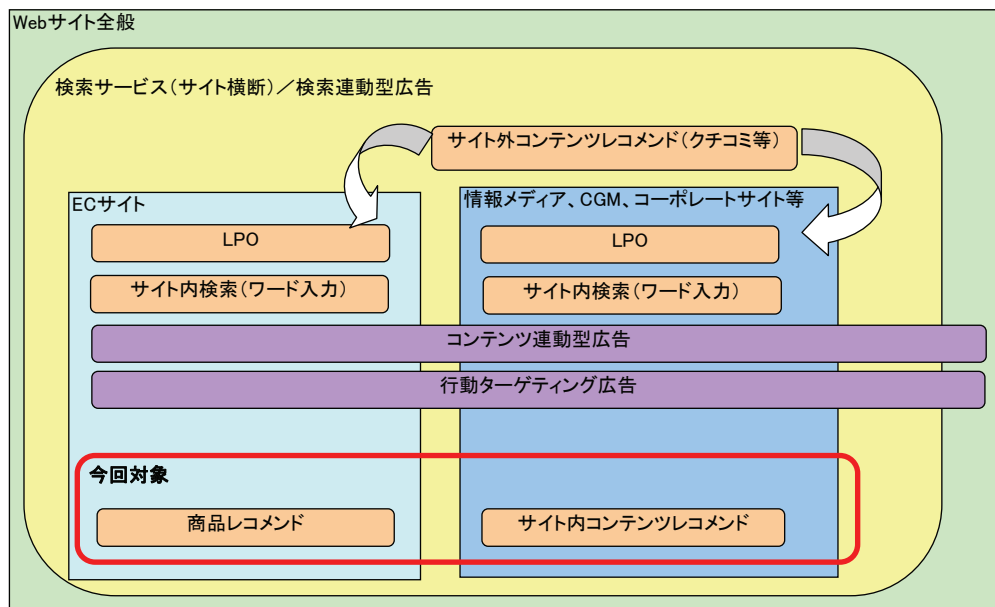 Webサイト全般
検索サービス（サイト横断）／検索連動型広告
サイト外コンテンツレコメンド（クチコミ等）
ECサイト
LPO
サイト内検索（ワード入力）
情報メディア、CGM、コーポレートサイト等
LPO
サイト内検索（ワード入力）
コンテンツ連動型広告
行動ターゲティング広告
今回対象
商品レコメンド
サイト内コンテンツレコメンド